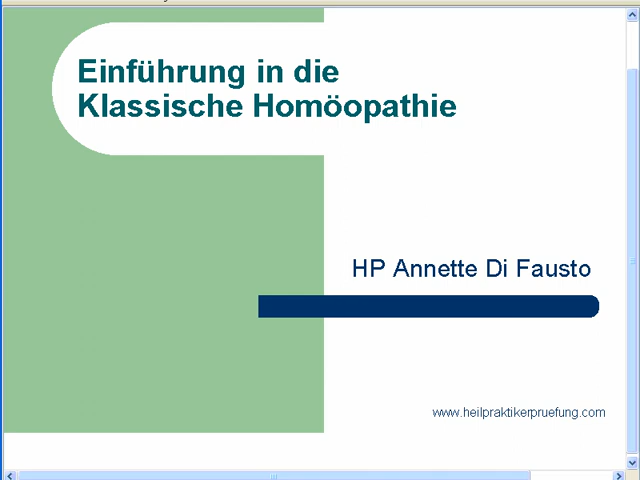 Einführung in die
Klassische Homöopathie
HP Annette Di Fausto
www.heilpraktikerpruefung.com